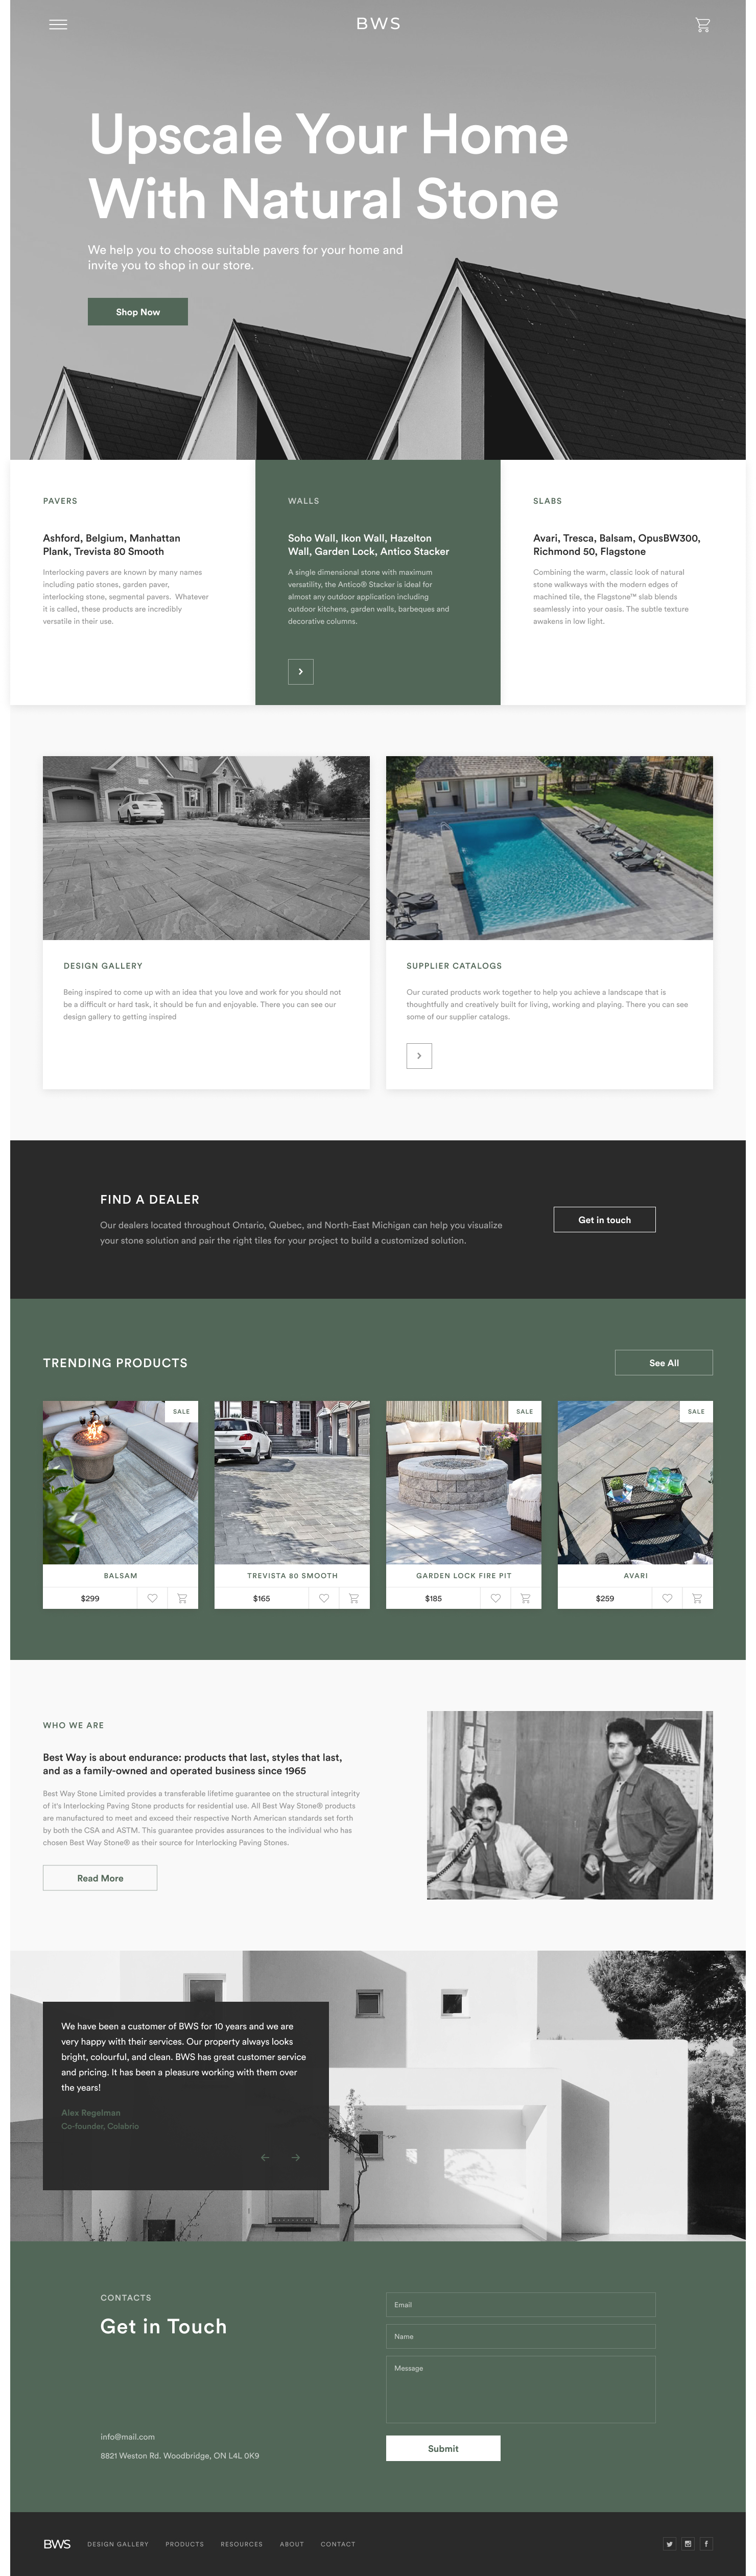 BWS
Upscale Your Home
With Natural Stone
We help you to choose suitable pavers for your home and
invite you to shop in our store.
Shop Now
PAVERS
Ashford, Belgium, Manhattan
Plank, Trevista 80 Smooth
Interlocking pavers are known by many names
including patio stones, garden paver,
interlocking stone, segmental pavers. Whatever
it is called, these products are incredibly
versatile in their use.
WALLS
Soho Wall, Ikon Wall, Hazelton
Wall, Garden Lock, Antico Stacker
A single dimensional stone with maximum
versatility, the Antico® Stacker is ideal for
almost any outdoor application including
outdoor kitchens, garden walls, barbeques and
decorative columns.
SLABS
Avari, Tresca, Balsam, OpusBW300,
Richmond 50, Flagstone
Combining the warm, classic look of natural
stone walkways with the modern edges of
machined tile, the Flagstone™ slab blends
seamlessly into your oasis. The subtle texture
awakens in low light.
DESIGN GALLERY
Being inspired to come up with an idea that you love and work for you should not
be a difficult or hard task, it should be fun and enjoyable. There you can see our
design gallery to getting inspired
SUPPLIER CATALOGS
Our curated products work together to help you achieve a landscape that is
thoughtfully and creatively built for living, working and playing. There you can see
some of our supplier catalogs.
FIND A DEALER
Our dealers located throughout Ontario, Quebec, and North-East Michigan can help you visualize
your stone solution and pair the right tiles for your project to build a customized solution.
Get in touch
TRENDING PRODUCTS
See All
SALE
BALSAM
$299
TREVISTA 80 SMOOTH
$165
SALE
GARDEN LOCK FIRE PIT
$185
SALE
AVARI
$259
WHO WE ARE
Best Way is about endurance: products that last, styles that last,
and as a family-owned and operated business since 1965
Best Way Stone Limited provides a transferable lifetime guarantee on the structural integrity
of it's Interlocking Paving Stone products for residential use. All Best Way Stone® products
are manufactured to meet and exceed their respective North American standards set forth
by both the CSA and ASTM. This guarantee provides assurances to the individual who has
chosen Best Way Stone® as their source for Interlocking Paving Stones.
Read More
We have been a customer of BWS for 10 years and we are
very happy with their services. Our property always looks
bright, colourful, and clean. BWS has great customer service
and pricing. It has been a pleasure working with them over
the years!
Alex Regelman
Co-founder, Colabrio
CONTACTS
Get in Touch
info@mail.com
8821 Weston Rd. Woodbridge, ON L4L 0K9
Email
Name
Message
Submit
BWS
DESIGN GALLERY
PRODUCTS
RESOURCES
ABOUT
CONTACT